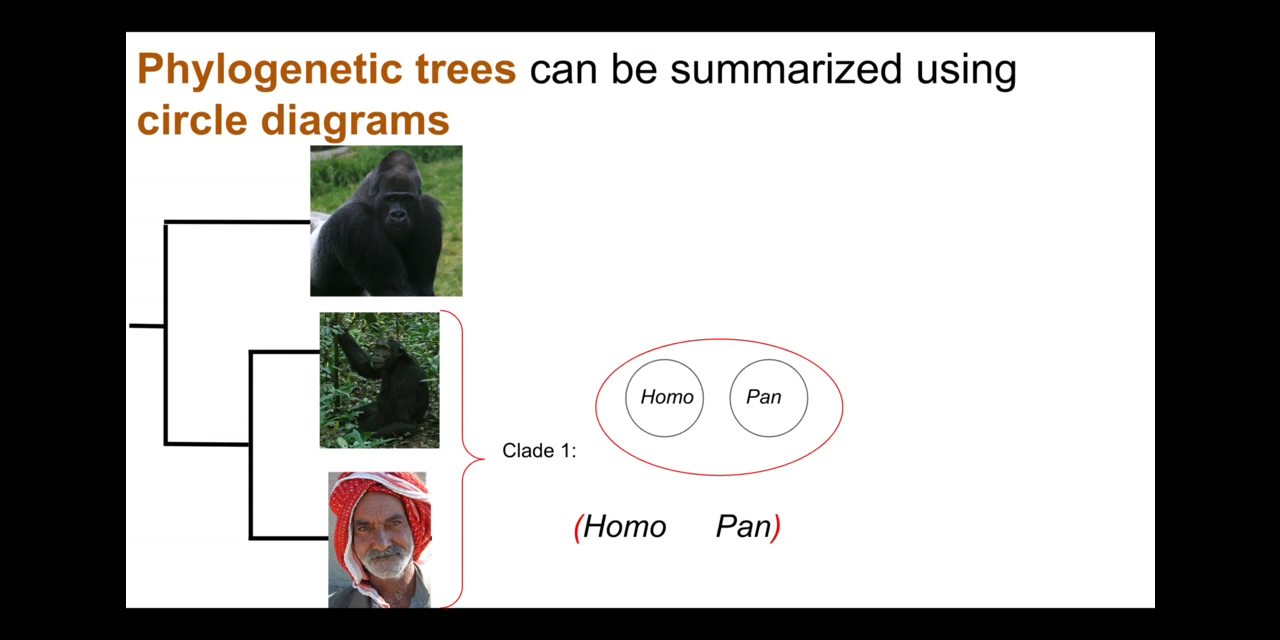 Phylogenetic trees can be summarized using
circle diagrams
Homo
Pan
Clade 1:
(Homo Pan)